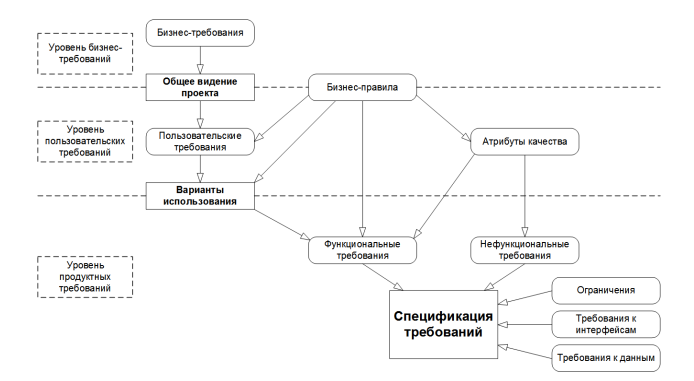 Бизнес-требования
Уровень бизнес-
требований
Общее видение
проекта
Бизнес-правила
Уровень
пользовательских
требований
Пользовательские
требования
Атрибуты качества
Варианты
использования
Функциональные
требования
Нефункциональные
требования
Уровень
продуктных
требований
Ограничения
Спецификация
требований
Требования к
интерфейсам
Требования к данным